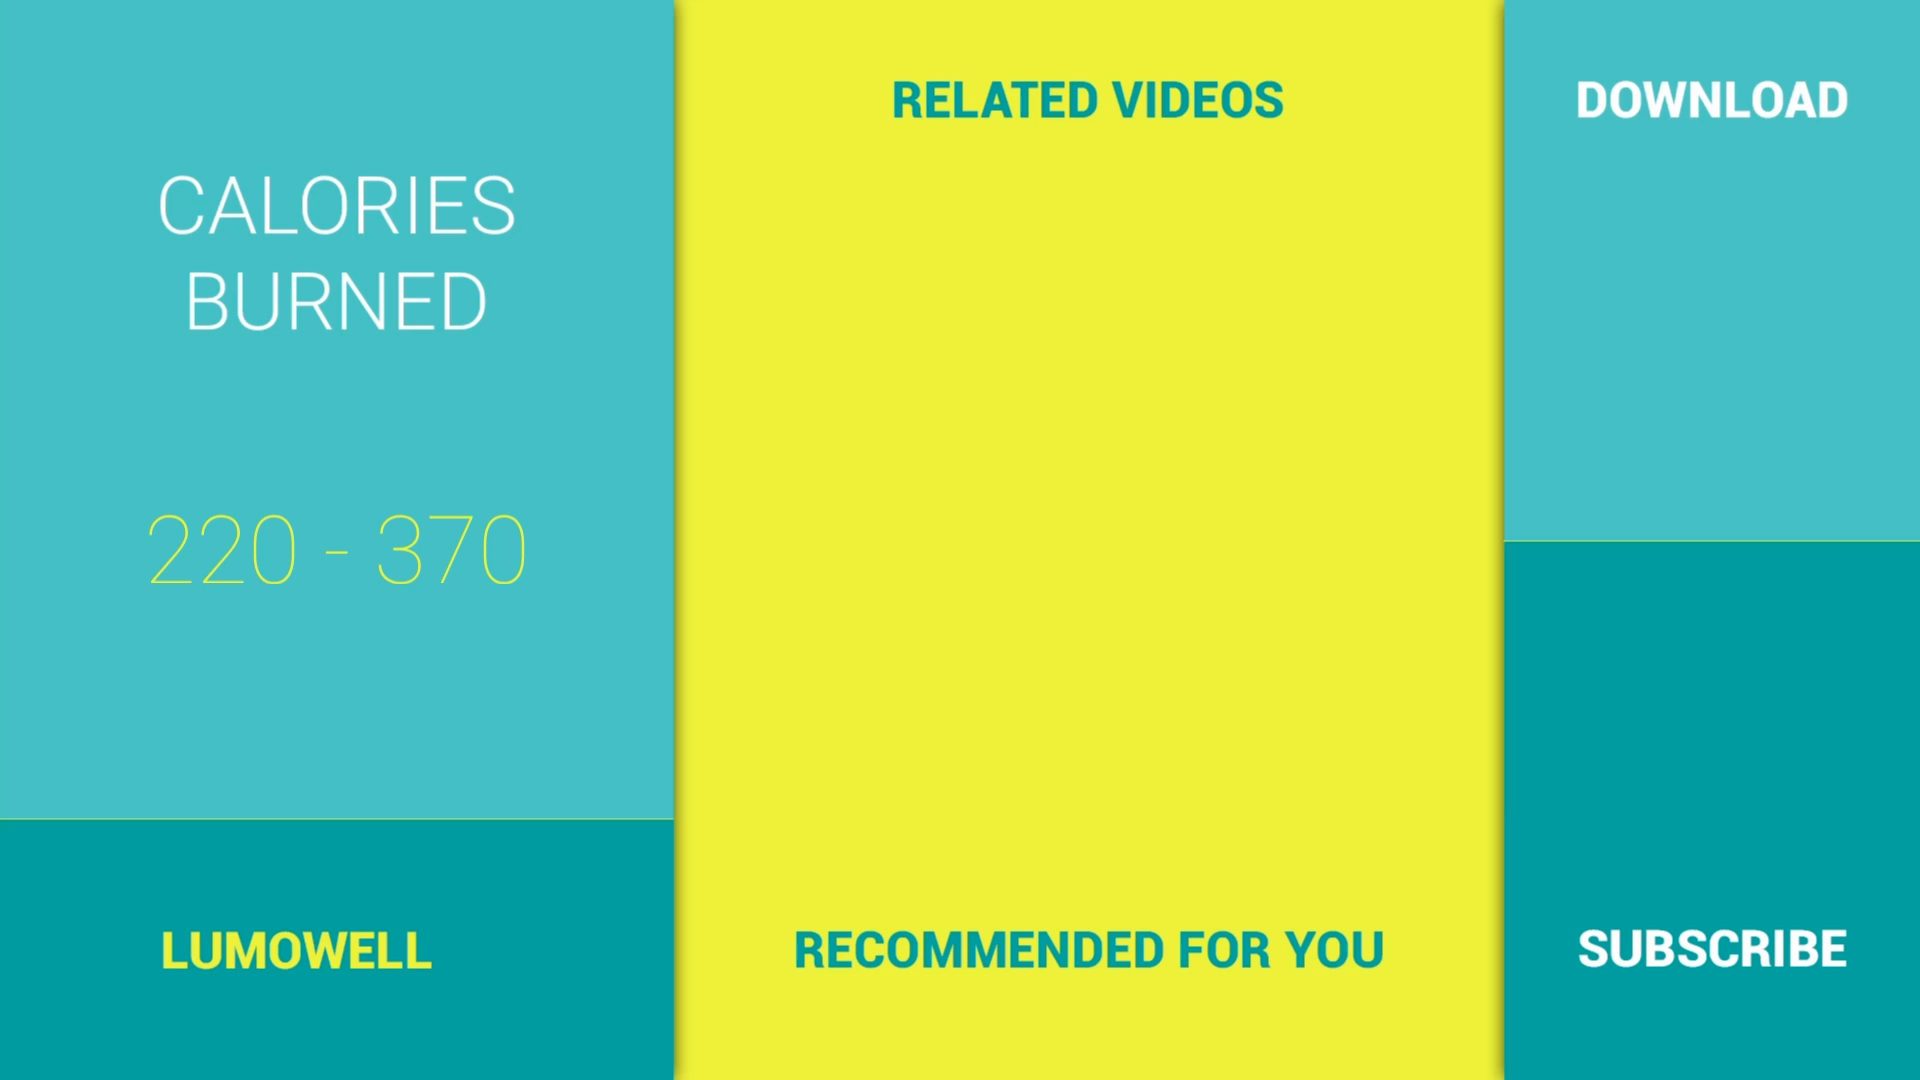 CALORIES
BURNED
220 - 370
LUMOWELL
RELATED VIDEOS
RECOMMENDED FOR YOU
DOWNLOAD
SUBSCRIBE